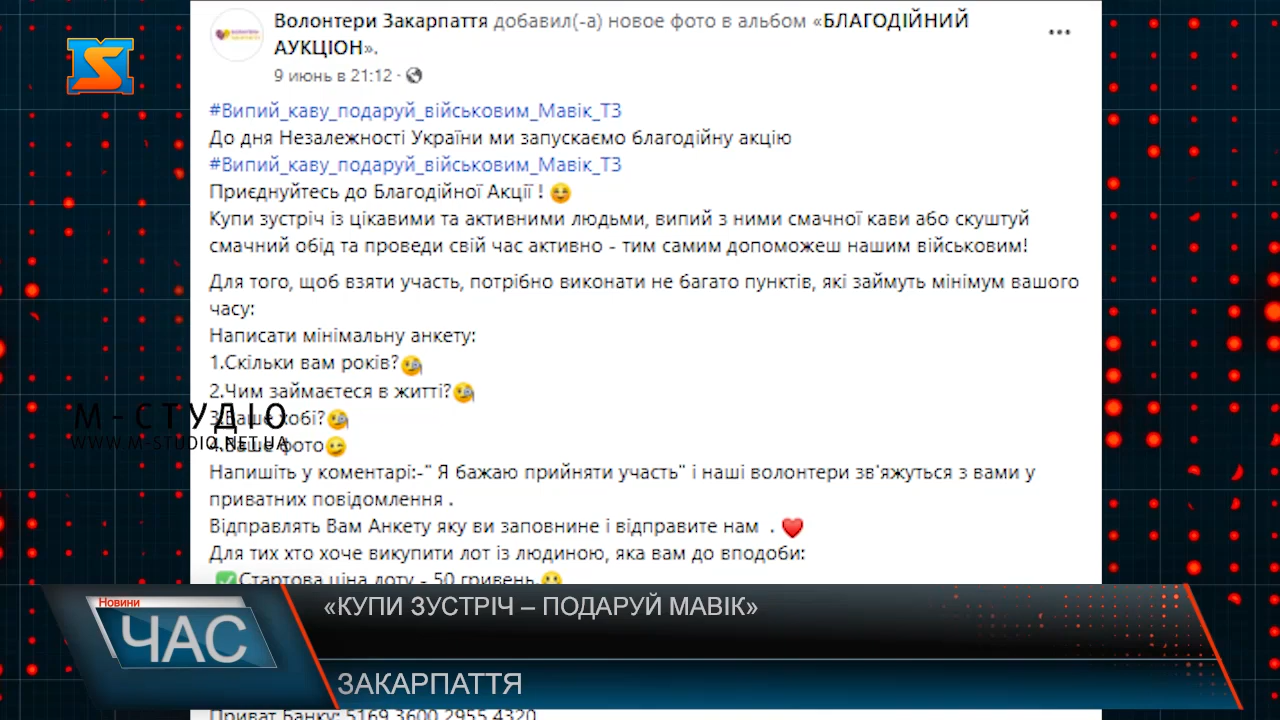 Волонтери Закарпаття добавил(-а) новое фото в альбом «БЛАГОДІЙНИЙ
АУКЦІОН».
9 июнь в 21:12 ·
#Випий_каву_подаруй_військовим_Мавік_Т3
До дня Незалежності України ми запускаємо благодійну акцію
#Випий_каву_подаруй_військовим_Мавік_Т3
Приєднуйтесь до Благодійної Акції !
Купи зустріч із цікавими та активними людьми, випий з ними смачної кави або скуштуй
смачний обід та проведи свій час активно - тим самим допоможеш нашим військовим!
Для того, щоб взяти участь, потрібно виконати не багато пунктів, які займуть мінімум вашого
часу:
Написати мінімальну анкету:
1.Скільки вам років?
2.Чим займаєтеся в житті?
М-СТУДІО
3.Ваше хобі?
WWW.M-STUDIO.NET.UA
4.Ваше фото
Напишіть у коментарі:-" Я бажаю прийняти участь" і наші волонтери зв'яжуться з вами у
приватних повідомлення .
Відправлять Вам Анкету яку ви заповнине і відправите нам .
Для тих хто хоче викупити лот із людиною, яка вам до вподоби:
Стартова ціна лоту - 50 гривень
Новини
ЧАС
«КУПИ ЗУСТРІЧ – ПОДАРУЙ МАВІК»
ЗАКАРПАТТЯ
Приват Банку: 5169 3600 2955 4320